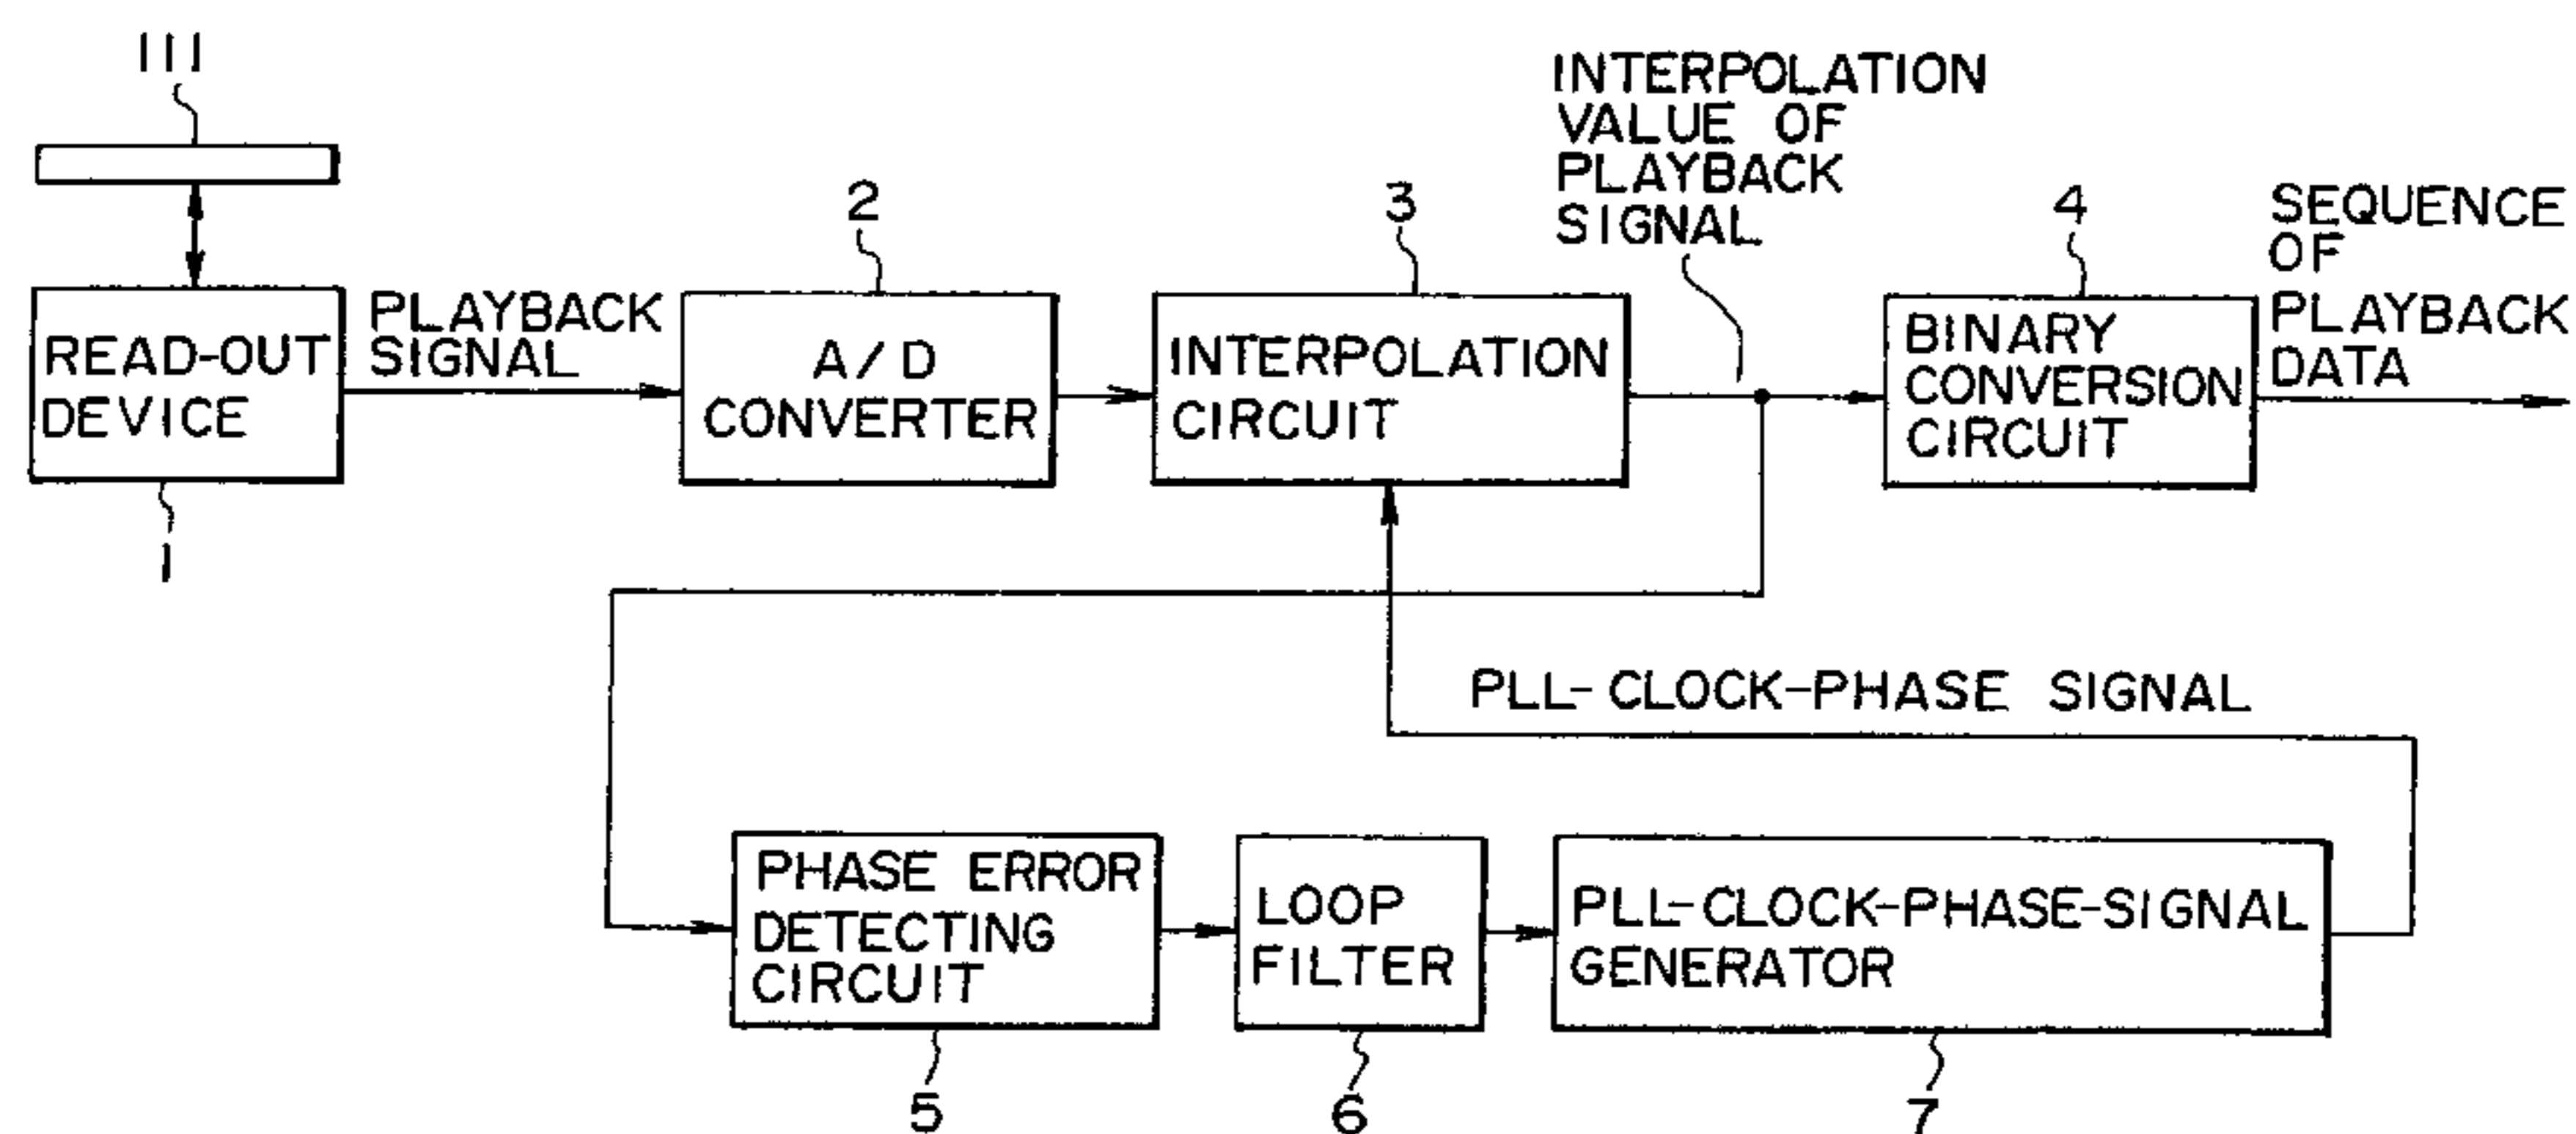 111
INTERPOLATION
VALUE OF
PLAYBACK
SIGNAL
2
3
4
SEQUENCE
OF
PLAYBACK
DATA
READ-OUT
DEVICE
PLAYBACK
SIGNAL
A/D
CONVERTER
INTERPOLATION
CIRCUIT
BINARY
CONVERSION
CIRCUIT
1
PLL-CLOCK-PHASE SIGNAL
PHASE ERROR
DETECTING
CIRCUIT
LOOP
FILTER
PLL-CLOCK-PHASE-SIGNAL
GENERATOR
5
6
7